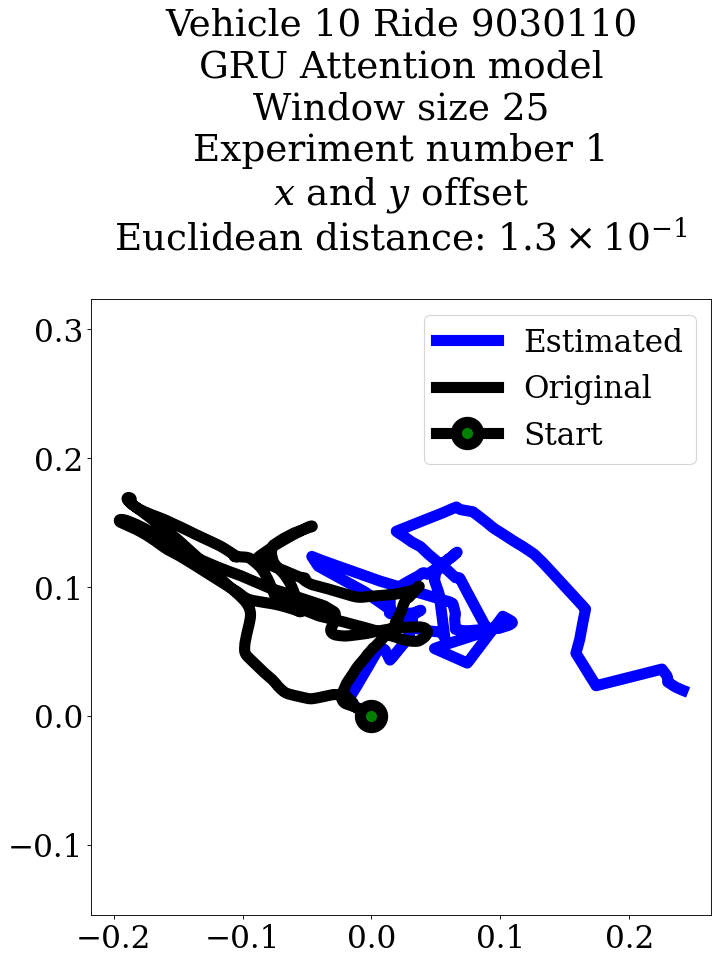 Vehicle 10 Ride 9030110
GRU Attention model
Window size 25
Experiment number 1
x and y offset
Euclidean distance: 1.3 × 10⁻¹
Estimated
Original
Start
0.3
0.2
0.1
0.0
−0.1
−0.2 −0.1 0.0 0.1 0.2